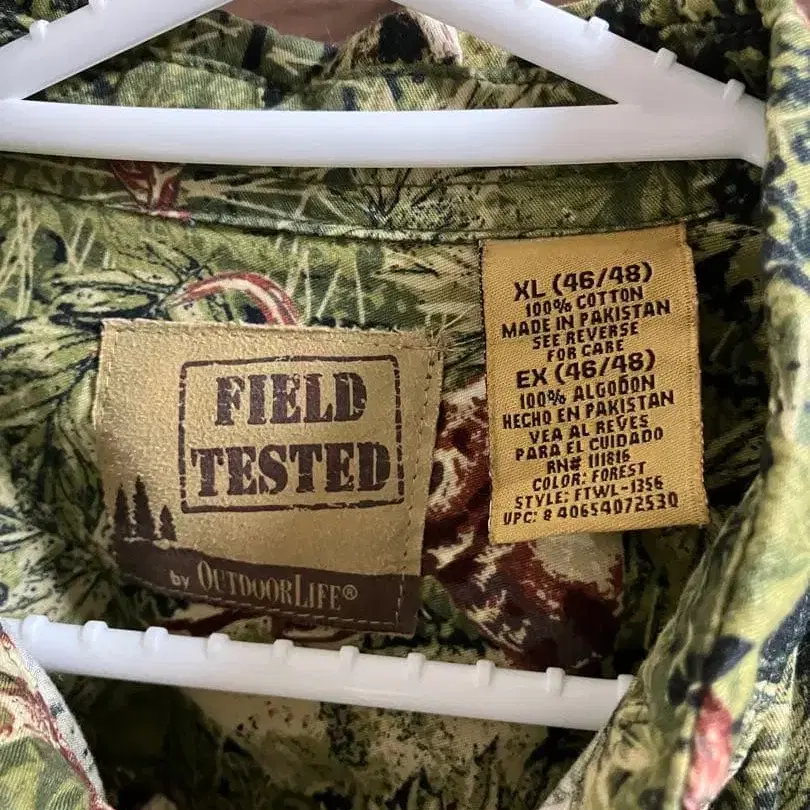 FIELD
TESTED
by OUTDOORLIFE®
XL (46/48)
100% COTTON
MADE IN PAKISTAN
SEE REVERSE
FOR CARE
EX (46/48)
100% ALGODÓN
HECHO EN PAKISTAN
VEA AL REVES
PARA EL CUIDADO
RN# 111816
COLOR: FOREST
STYLE: FTWL-1356
UPC: 8 40654072530